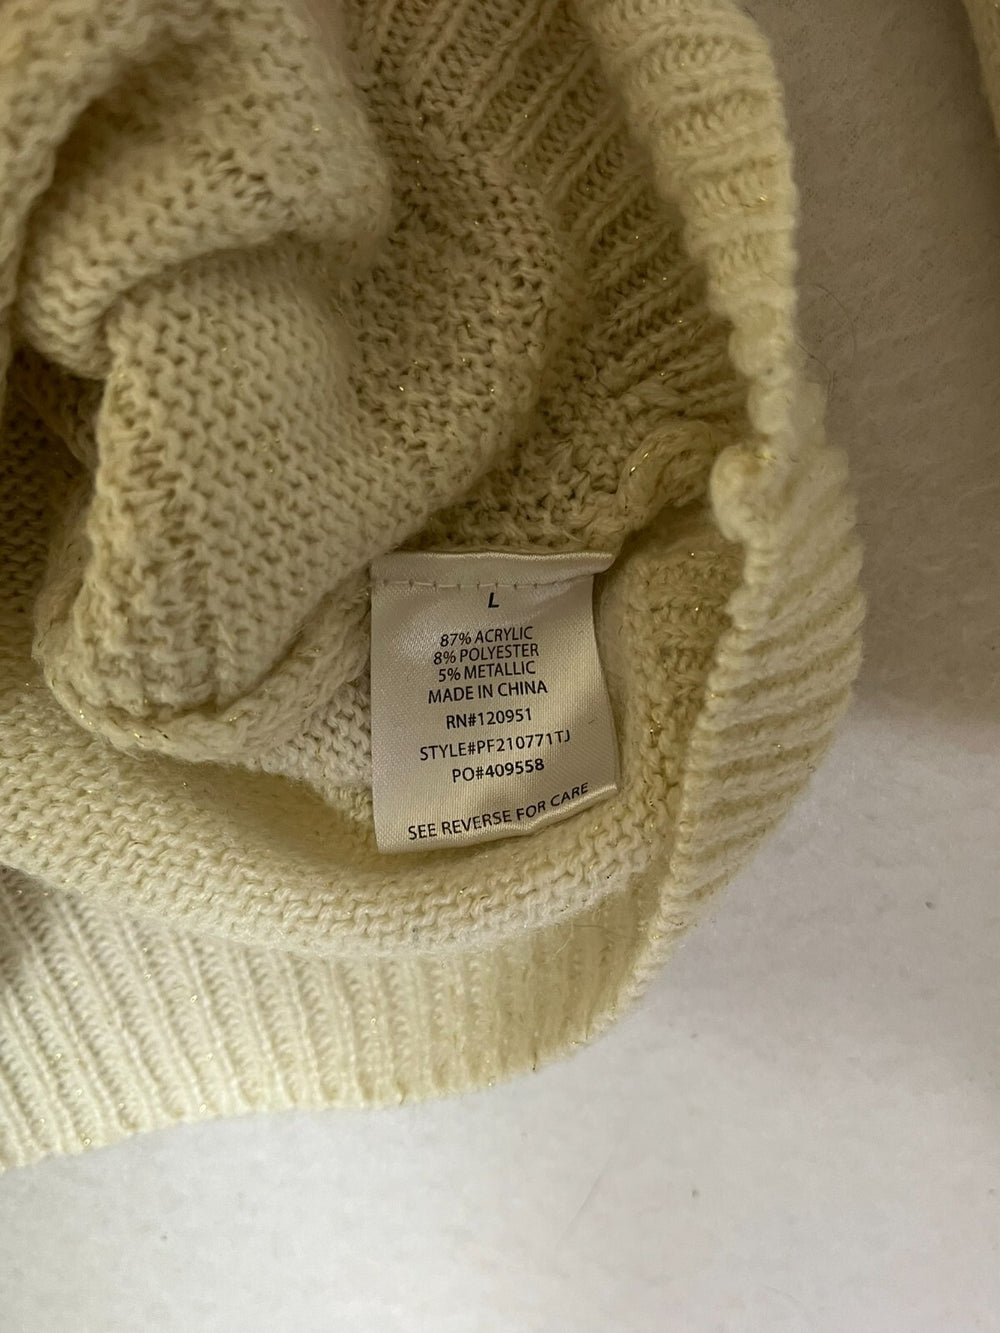 L
87% ACRYLIC
8% POLYESTER
5% METALLIC
MADE IN CHINA
RN#120951
STYLE#PF210771TJ
PO#409558
SEE REVERSE FOR CARE